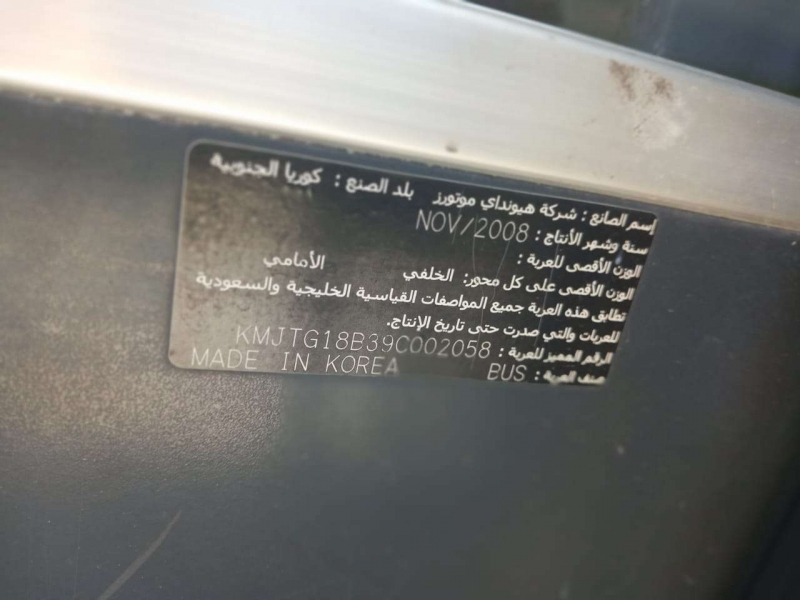 إسم الصانع : شركة هيونداي موتورز بلد الصنع : كوريا الجنوبية
سنة وشهر الأنتاج : NOV/2008
الوزن الأقصى للعربة :
الوزن الأقصى على كل محور: الخلفي الأمامي
تطابق هذه العربة جميع المواصفات القياسية الخليجية والسعودية
للعربات والتي صدرت حتى تاريخ الإنتاج.
الرقم المميز للعربة : KMJTG18B39C002058
صنف العربة : BUS MADE IN KOREA